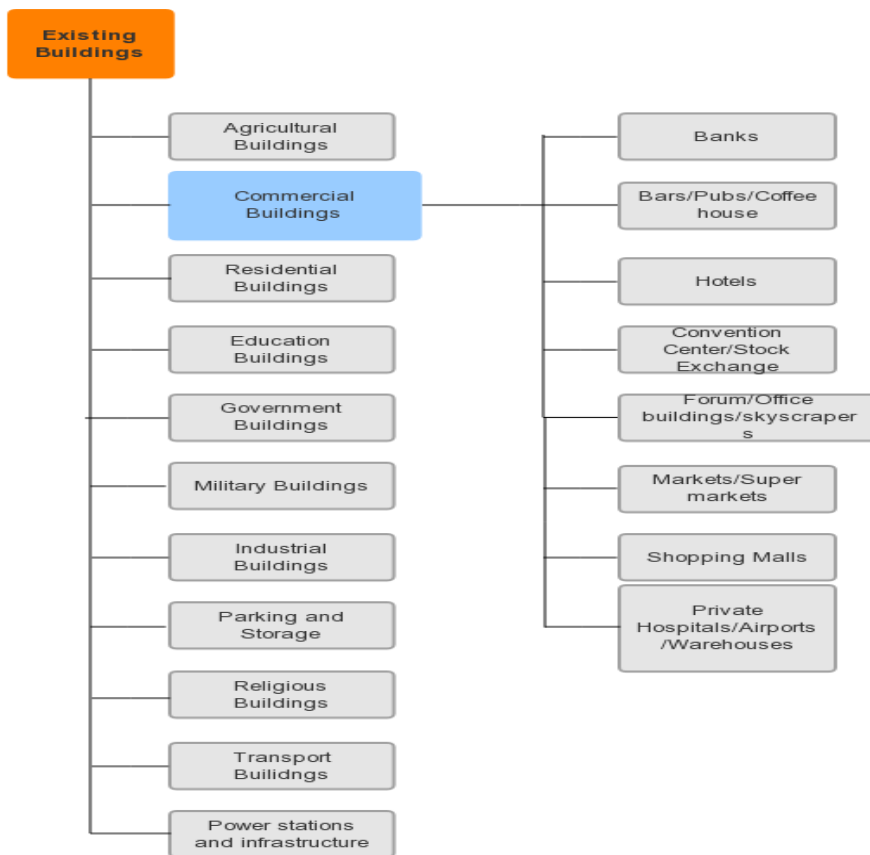 Existing
Buildings
Agricultural
Buildings
Commercial
Buildings
Residential
Buildings
Education
Buildings
Government
Buildings
Military Buildings
Industrial
Buildings
Parking and
Storage
Religious
Buildings
Transport
Builidngs
Power stations
and infrastructure
Banks
Bars/Pubs/Coffee
house
Hotels
Convention
Center/Stock
Exchange
Forum/Office
buildings/skyscraper
s
Markets/Super
markets
Shopping Malls
Private
Hospitals/Airports
/Warehouses